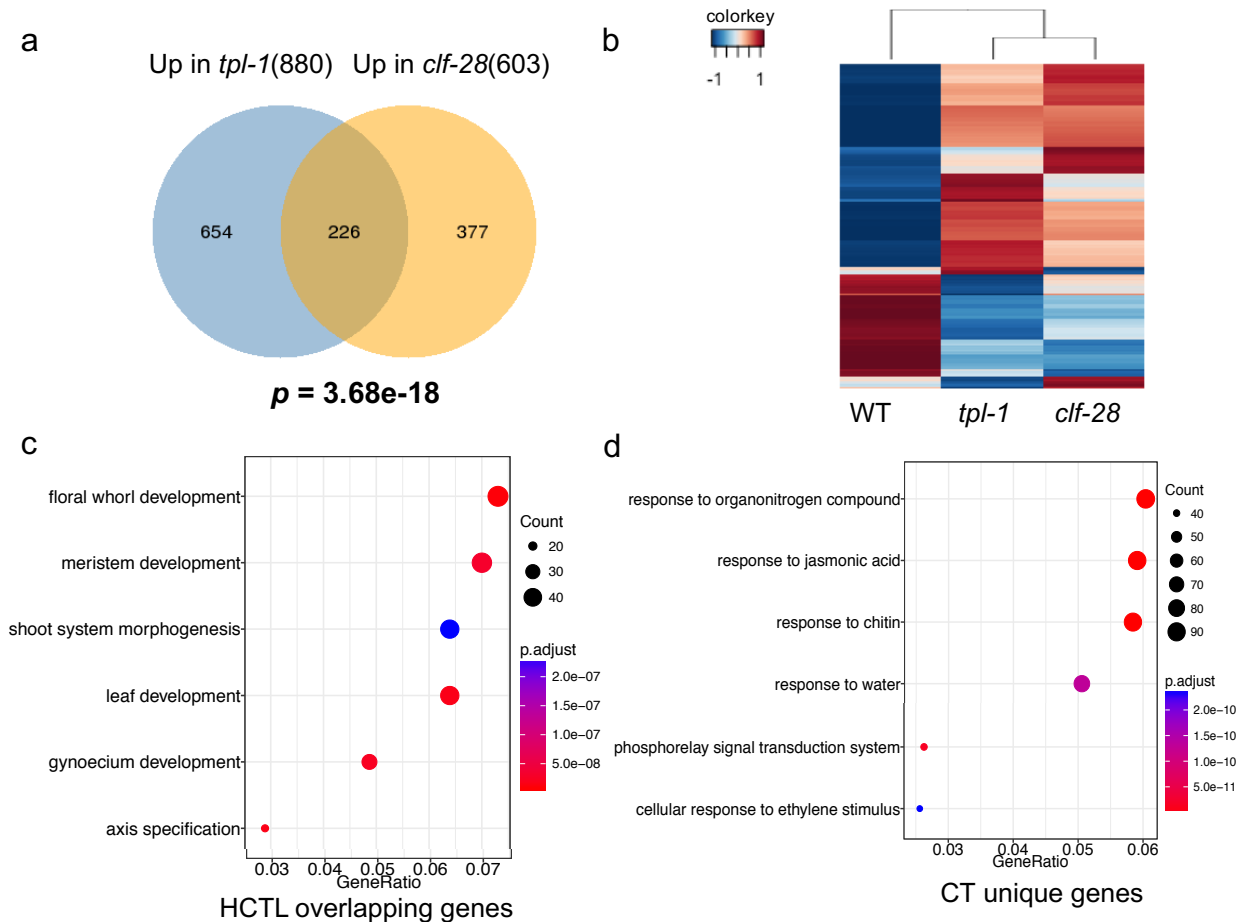 a
Up in tpl-1(880) Up in clf-28(603)
654
226
377
p = 3.68e-18
b
colorkey
-1 1
WT tpl-1 clf-28
c
floral whorl development
meristem development
shoot system morphogenesis
leaf development
gynoecium development
axis specification
0.03 0.04 0.05 0.06 0.07
GeneRatio
HCTL overlapping genes
Count
20
30
40
p.adjust
2.0e-07
1.5e-07
1.0e-07
5.0e-08
d
response to organonitrogen compound
response to jasmonic acid
response to chitin
response to water
phosphorelay signal transduction system
cellular response to ethylene stimulus
0.03 0.04 0.05 0.06
GeneRatio
CT unique genes
Count
40
50
60
70
80
90
p.adjust
2.0e-10
1.5e-10
1.0e-10
5.0e-11